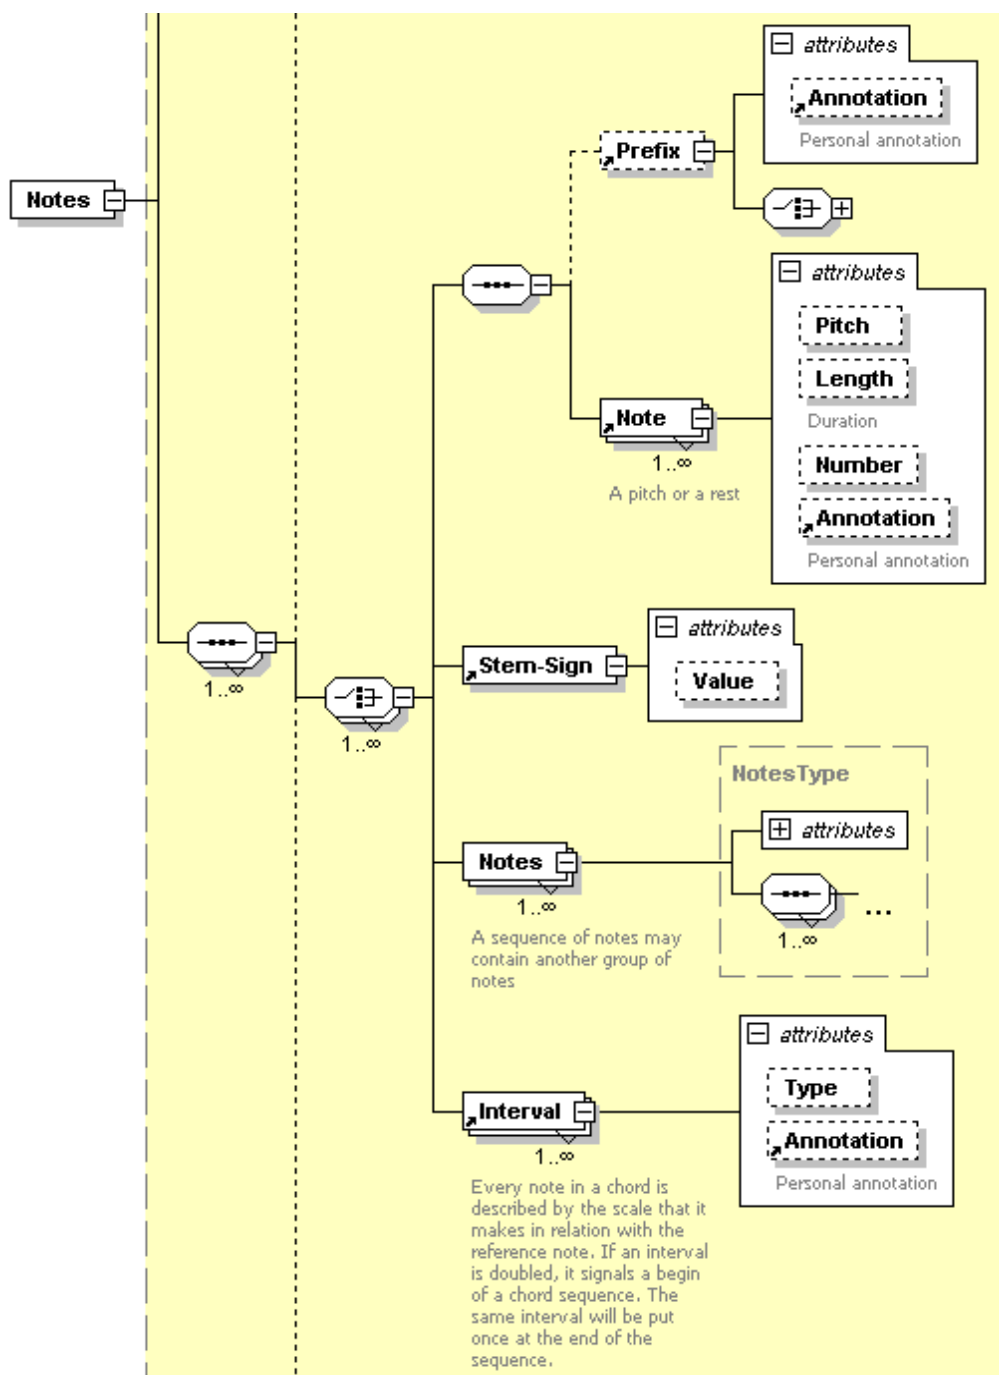 attributes
Annotation
Personal annotation
Prefix
Notes
attributes
Pitch
Length
Duration
Note
1..∞
A pitch or a rest
Number
Annotation
Personal annotation
attributes
Stem-Sign
Value
1..∞
1..∞
NotesType
attributes
Notes
1..∞
...
1..∞
A sequence of notes may
contain another group of
notes
attributes
Type
Interval
Annotation
1..∞
Personal annotation
Every note in a chord is
described by the scale that it
makes in relation with the
reference note. If an interval
is doubled, it signals a begin
of a chord sequence. The
same interval will be put
once at the end of the
sequence.